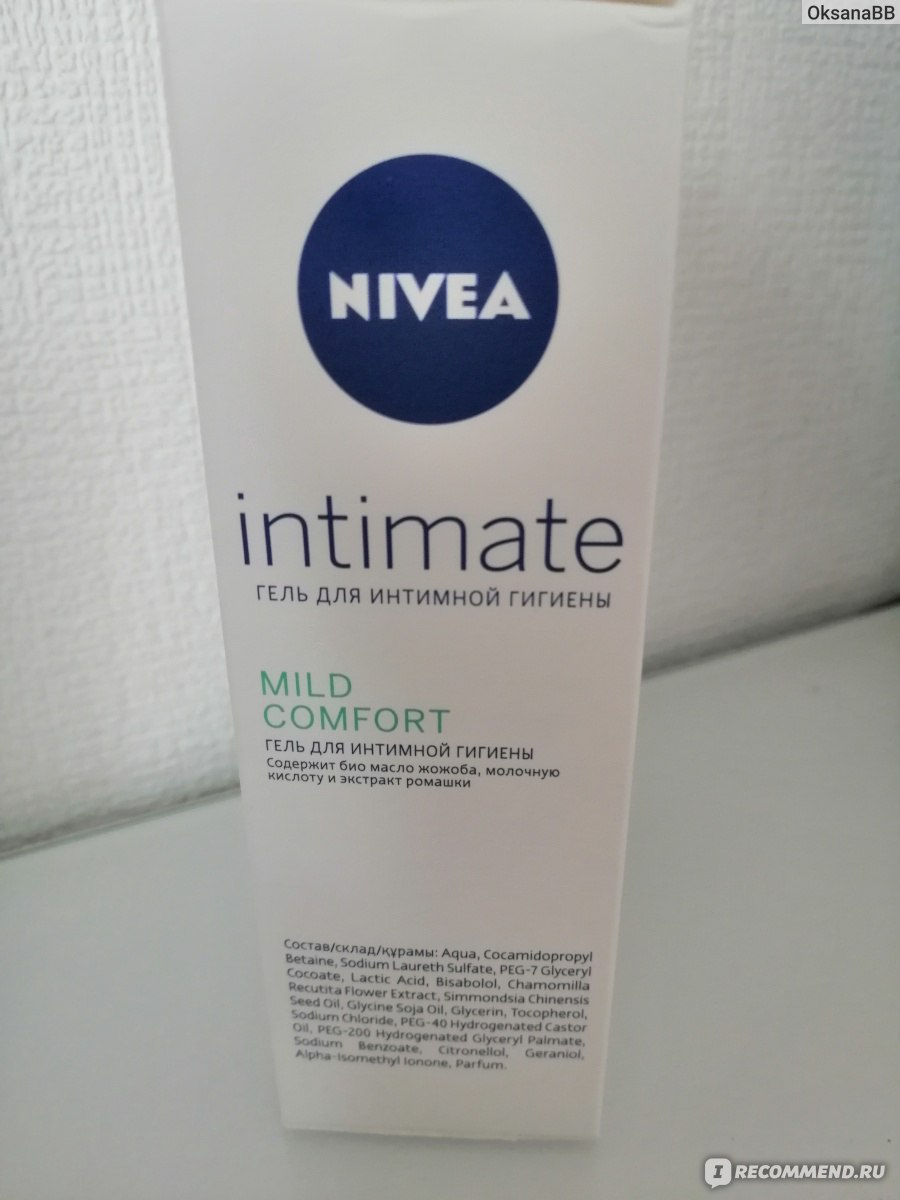 OksanaBB
NIVEA
intimate
ГЕЛЬ ДЛЯ ИНТИМНОЙ ГИГИЕНЫ
MILD
COMFORT
ГЕЛЬ ДЛЯ ИНТИМНОЙ ГИГИЕНЫ
Содержит био масло жожоба, молочную
кислоту и экстракт ромашки
Состав/склад/құрамы: Aqua, Cocamidopropyl
Betaine, Sodium Laureth Sulfate, PEG-7 Glyceryl
Cocoate, Lactic Acid, Bisabolol, Chamomilla
Recutita Flower Extract, Simmondsia Chinensis
Seed Oil, Glycine Soja Oil, Glycerin, Tocopherol,
Sodium Chloride, PEG-40 Hydrogenated Castor
Oil, PEG-200 Hydrogenated Glyceryl Palmate,
Sodium Benzoate, Citronellol, Geraniol,
Alpha-Isomethyl Ionone, Parfum.
IRECOMMEND.RU